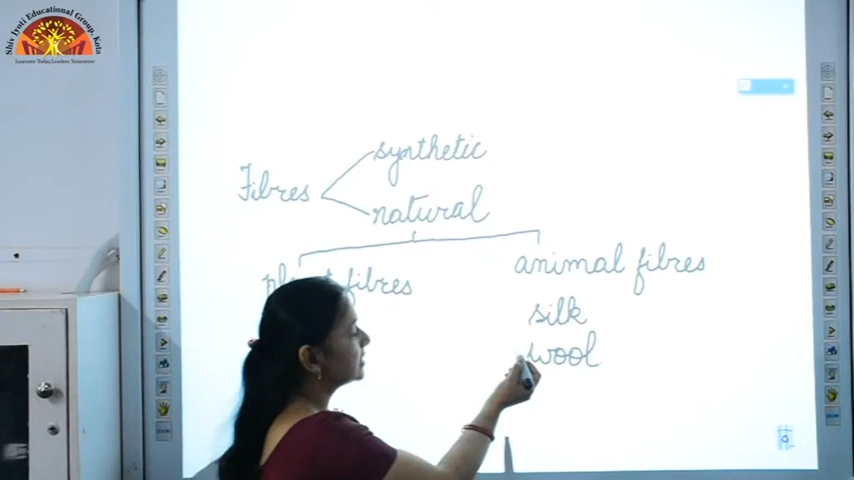 Shiv Jyoti Educational Group, Kota
Learners Today, Leaders Tomorrow
synthetic
Fibres
natural
fibres
animal fibres
silk
wool